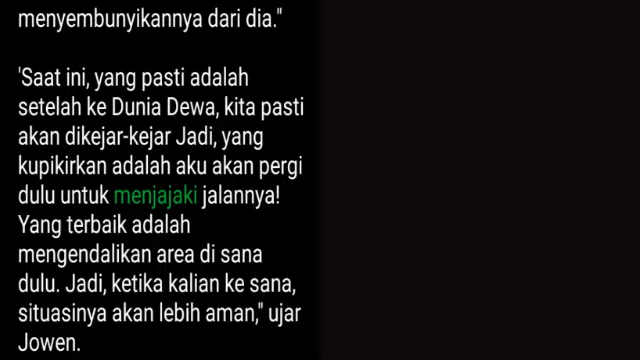 menyembunyikannya dari dia."
'Saat ini, yang pasti adalah
setelah ke Dunia Dewa, kita pasti
akan dikejar-kejar Jadi, yang
kupikirkan adalah aku akan pergi
dulu untuk menjajaki jalannya!
Yang terbaik adalah
mengendalikan area di sana
dulu. Jadi, ketika kalian ke sana,
situasinya akan lebih aman," ujar
Jowen.